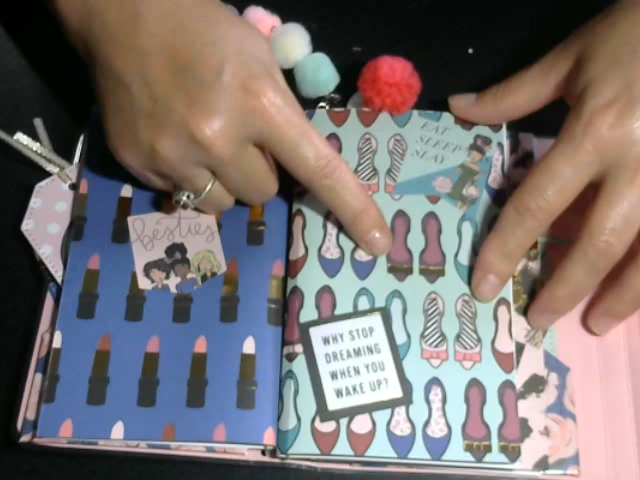 besties
EAT
SLEEP
SLAY
WHY STOP
DREAMING
WHEN YOU
WAKE UP?